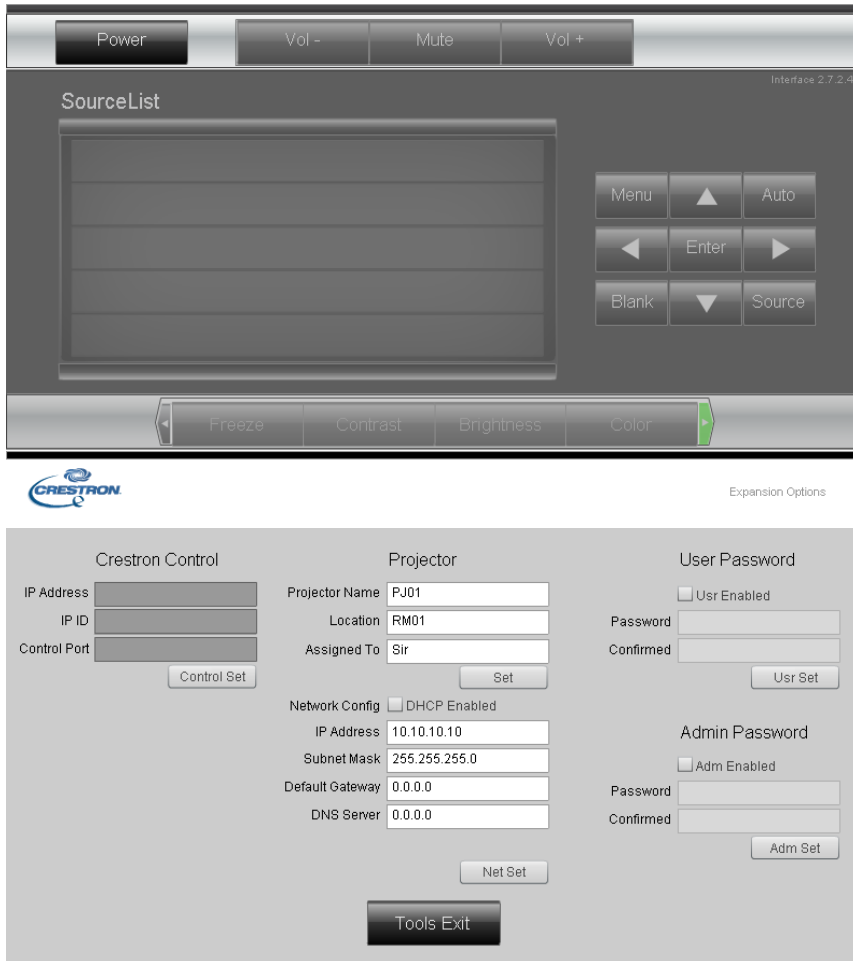 Power
Vol -
Mute
Vol +
Interface 2.7.2.4
SourceList
Menu
Auto
Enter
Blank
Source
Freeze
Contrast
Brightness
Color
CRESTRON
Expansion Options
Crestron Control
IP Address
IP ID
Control Port
Control Set
Projector
Projector Name PJ01
Location RM01
Assigned To Sir
Set
Network Config DHCP Enabled
IP Address 10.10.10.10
Subnet Mask 255.255.255.0
Default Gateway 0.0.0.0
DNS Server 0.0.0.0
Net Set
User Password
Usr Enabled
Password
Confirmed
Usr Set
Admin Password
Adm Enabled
Password
Confirmed
Adm Set
Tools Exit